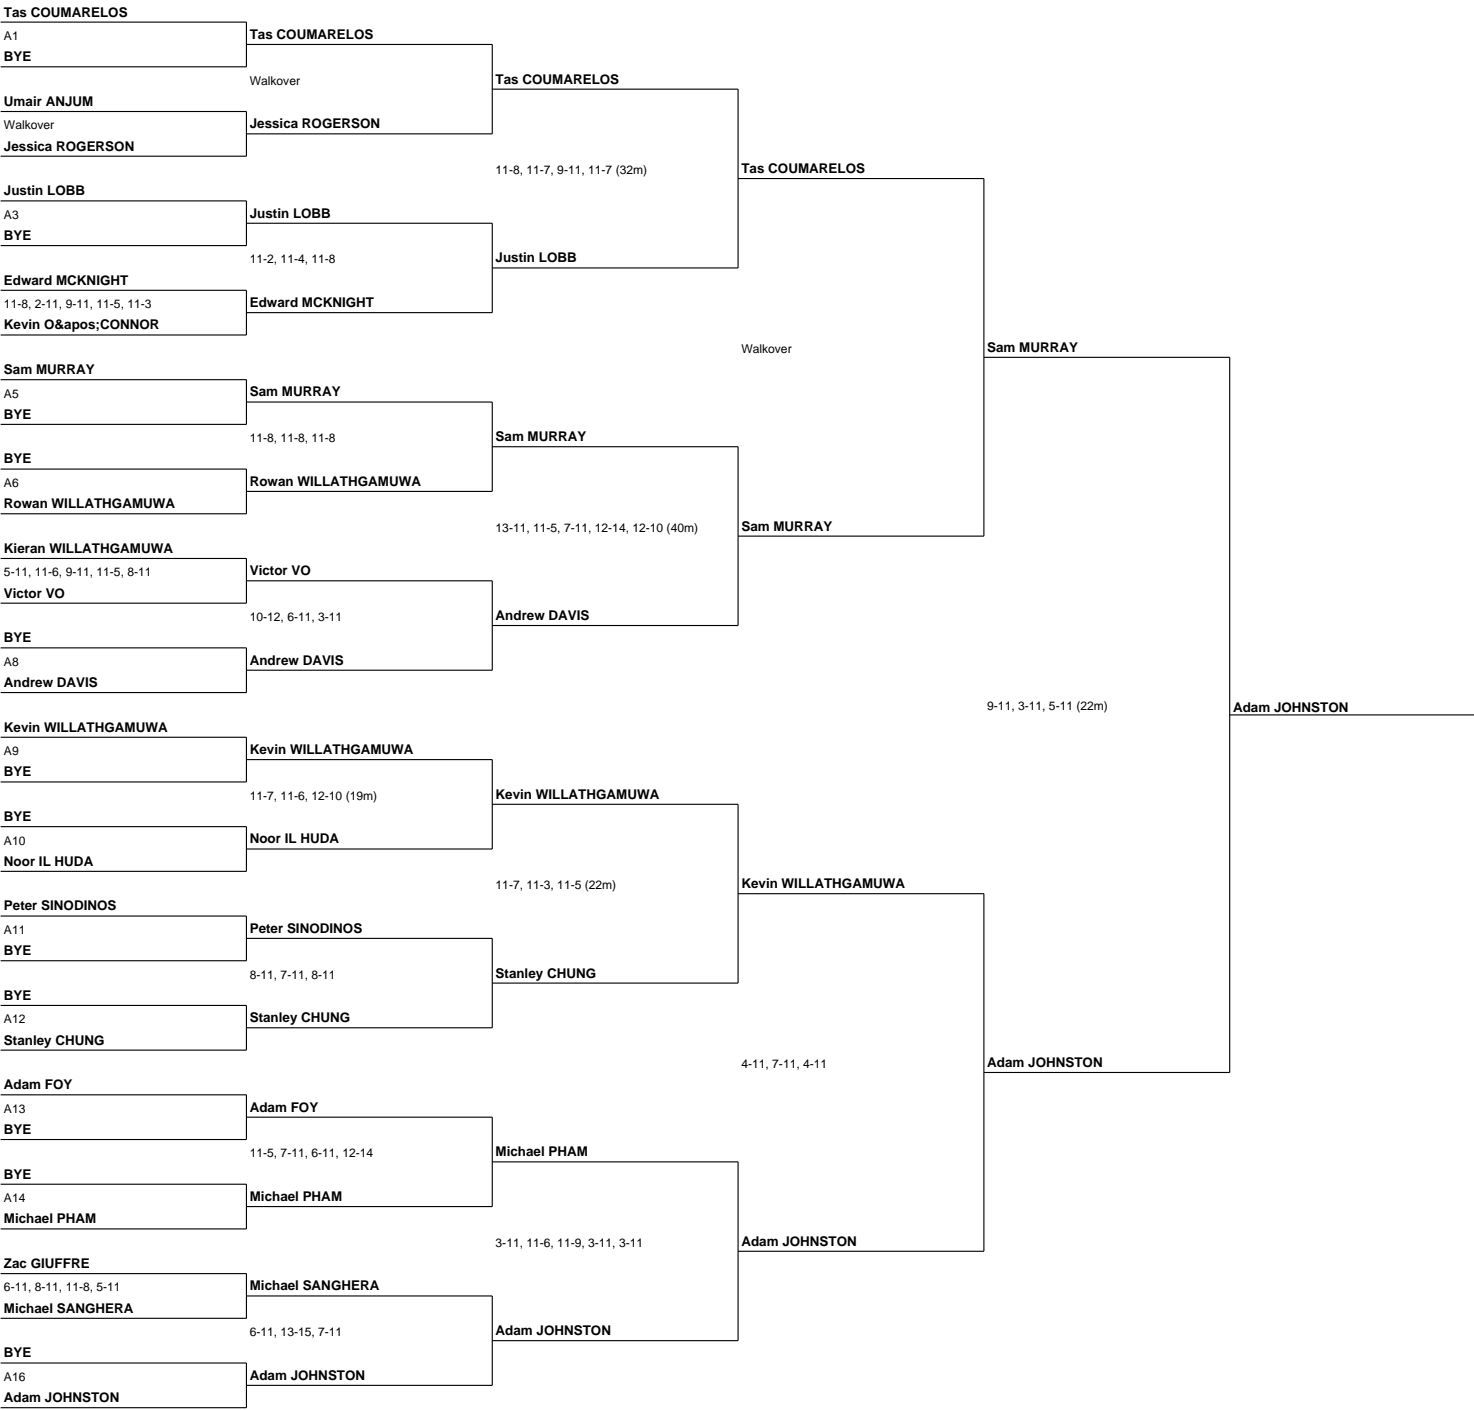 Tas COUMARELOS
A1
BYE
Umair ANJUM
Walkover
Jessica ROGERSON
Justin LOBB
A3
BYE
Edward MCKNIGHT
11-8, 2-11, 9-11, 11-5, 11-3
Kevin O&apos;CONNOR
Sam MURRAY
A5
BYE
BYE
A6
Rowan WILLATHGAMUWA
Kieran WILLATHGAMUWA
5-11, 11-6, 9-11, 11-5, 8-11
Victor VO
BYE
A8
Andrew DAVIS
Kevin WILLATHGAMUWA
A9
BYE
BYE
A10
Noor IL HUDA
Peter SINODINOS
A11
BYE
BYE
A12
Stanley CHUNG
Adam FOY
A13
BYE
BYE
A14
Michael PHAM
Zac GIUFFRE
6-11, 8-11, 11-8, 5-11
Michael SANGHERA
BYE
A16
Adam JOHNSTON
Tas COUMARELOS
Walkover
Jessica ROGERSON
Justin LOBB
11-2, 11-4, 11-8
Edward MCKNIGHT
Sam MURRAY
11-8, 11-8, 11-8
Rowan WILLATHGAMUWA
Victor VO
10-12, 6-11, 3-11
Andrew DAVIS
Kevin WILLATHGAMUWA
11-7, 11-6, 12-10 (19m)
Noor IL HUDA
Peter SINODINOS
8-11, 7-11, 8-11
Stanley CHUNG
Adam FOY
11-5, 7-11, 6-11, 12-14
Michael PHAM
Michael SANGHERA
6-11, 13-15, 7-11
Adam JOHNSTON
Tas COUMARELOS
11-8, 11-7, 9-11, 11-7 (32m)
Justin LOBB
Sam MURRAY
13-11, 11-5, 7-11, 12-14, 12-10 (40m)
Andrew DAVIS
Kevin WILLATHGAMUWA
11-7, 11-3, 11-5 (22m)
Stanley CHUNG
Michael PHAM
3-11, 11-6, 11-9, 3-11, 3-11
Adam JOHNSTON
Tas COUMARELOS
Walkover
Sam MURRAY
Kevin WILLATHGAMUWA
4-11, 7-11, 4-11
Adam JOHNSTON
Sam MURRAY
9-11, 3-11, 5-11 (22m)
Adam JOHNSTON
Adam JOHNSTON